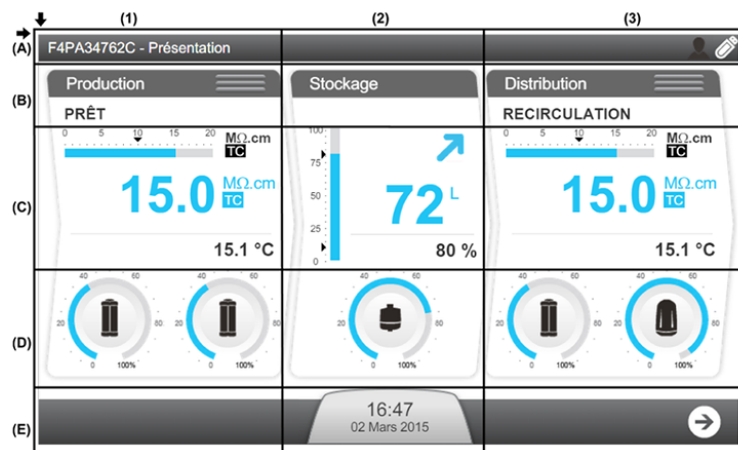 (1) (2) (3)
(A) F4PA34762C - Présentation
Production Stockage Distribution
(B)
PRÊT RECIRCULATION
0 5 10 15 20 MΩ.cm 100 0 5 10 15 20 MΩ.cm
TC TC
75
15.0 MΩ.cm TC 72 L 15.0 MΩ.cm TC
(C) 50
25
15.1 °C 80 % 15.1 °C
0
40 60 40 60 40 60 40 60 40 60
(D) 20 80 20 80 20 80 20 80 20 80
0 100% 0 100% 0 100% 0 100% 0 100%
16:47
(E) 02 Mars 2015